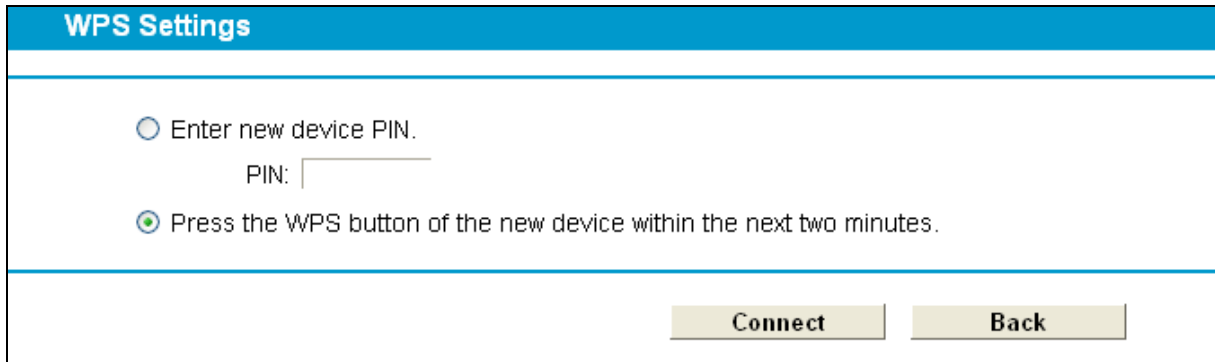 WPS Settings
Enter new device PIN.
PIN:
Press the WPS button of the new device within the next two minutes.
Connect Back